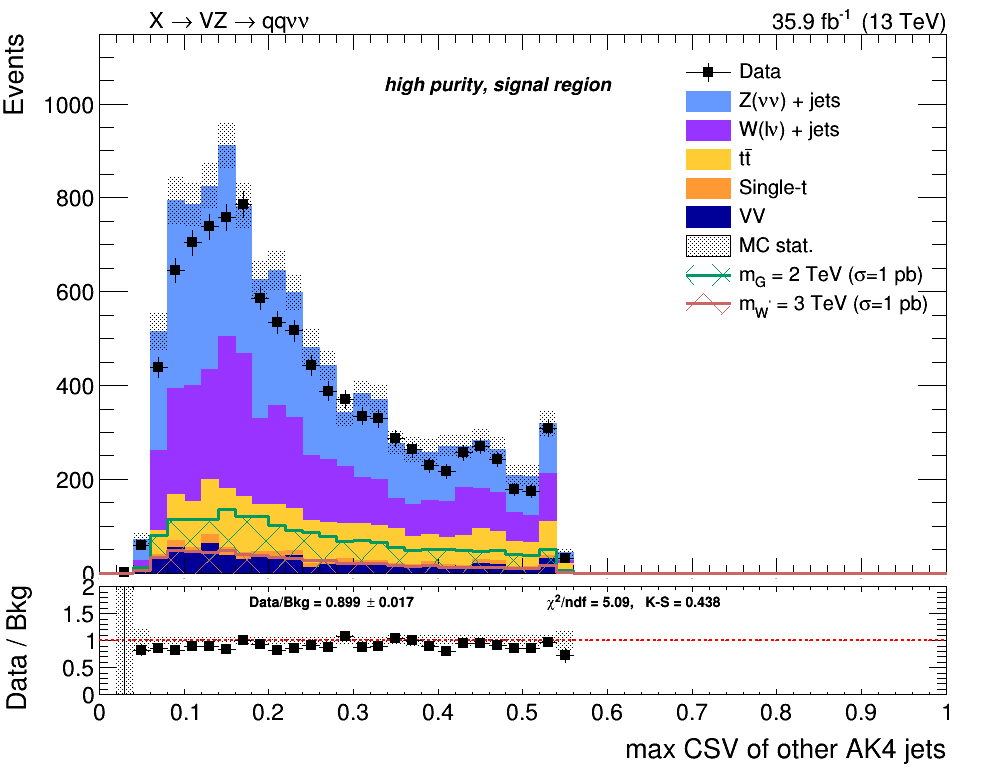 X → VZ → qqνν
35.9 fb⁻¹ (13 TeV)
Events
high purity, signal region
Data
Z(νν) + jets
W(lν) + jets
tt̄
Single-t
VV
MC stat.
m_G = 2 TeV (σ=1 pb)
m_W' = 3 TeV (σ=1 pb)
1000
800
600
400
200
0
Data / Bkg
Data/Bkg = 0.899 ± 0.017
χ²/ndf = 5.09, K-S = 0.438
2
1.5
1
0.5
0
0 0.1 0.2 0.3 0.4 0.5 0.6 0.7 0.8 0.9 1
max CSV of other AK4 jets